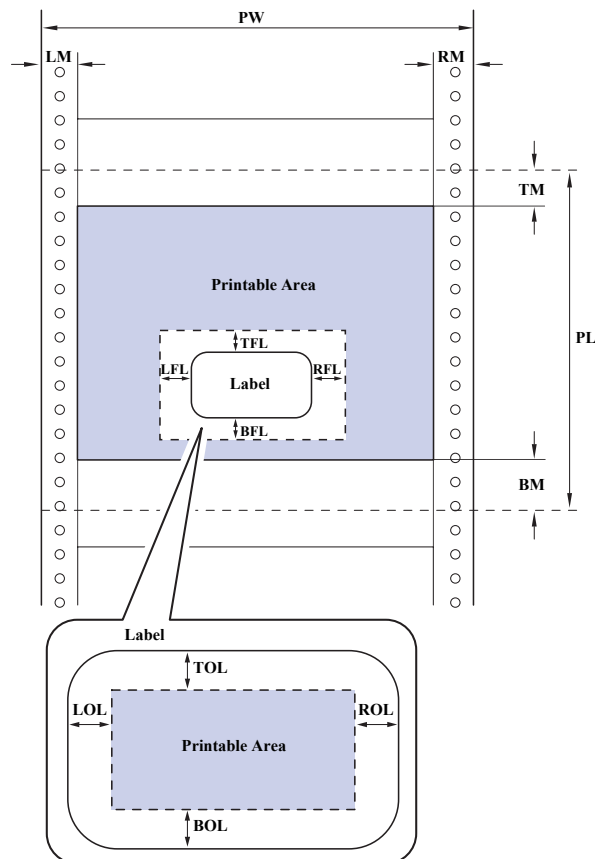 PW
LM
RM
TM
Printable Area
PL
TFL
LFL
RFL
Label
BFL
BM
Label
TOL
LOL
ROL
Printable Area
BOL